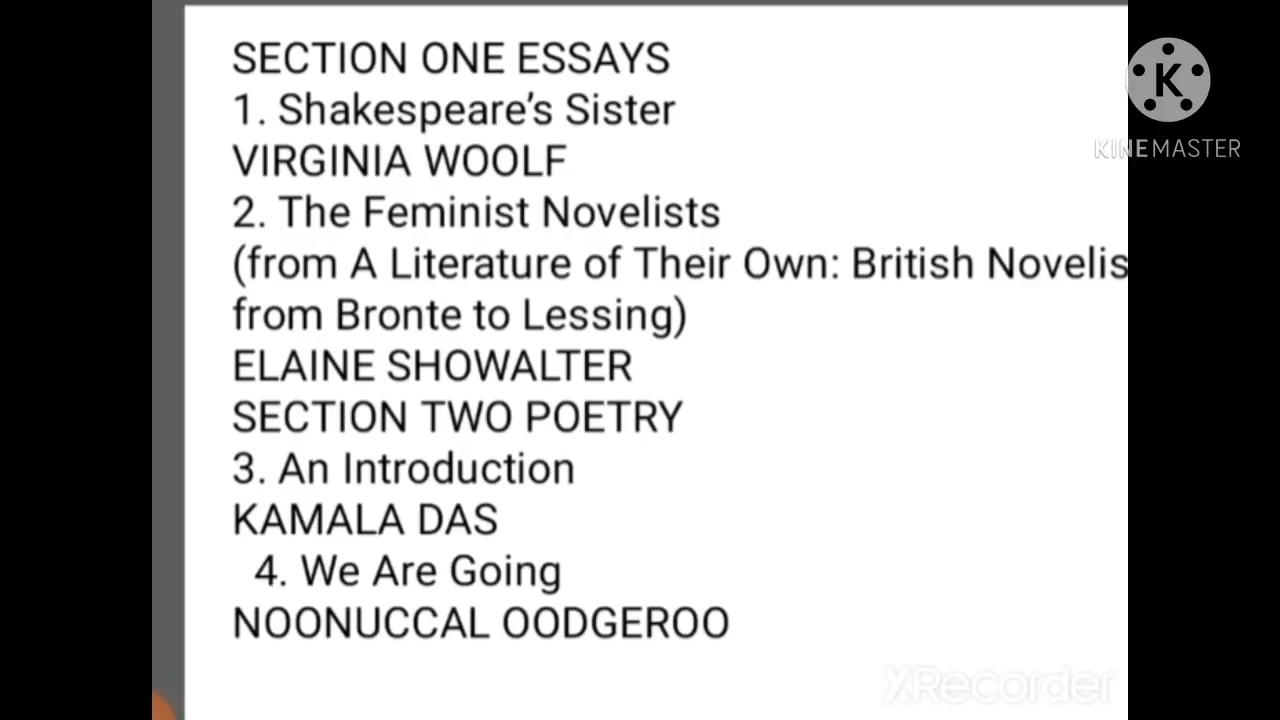 SECTION ONE ESSAYS
1. Shakespeare's Sister
VIRGINIA WOOLF
2. The Feminist Novelists
(from A Literature of Their Own: British Novelis
from Bronte to Lessing)
ELAINE SHOWALTER
SECTION TWO POETRY
3. An Introduction
KAMALA DAS
4. We Are Going
NOONUCCAL OODGEROO
K
KINEMASTER
XRecorder